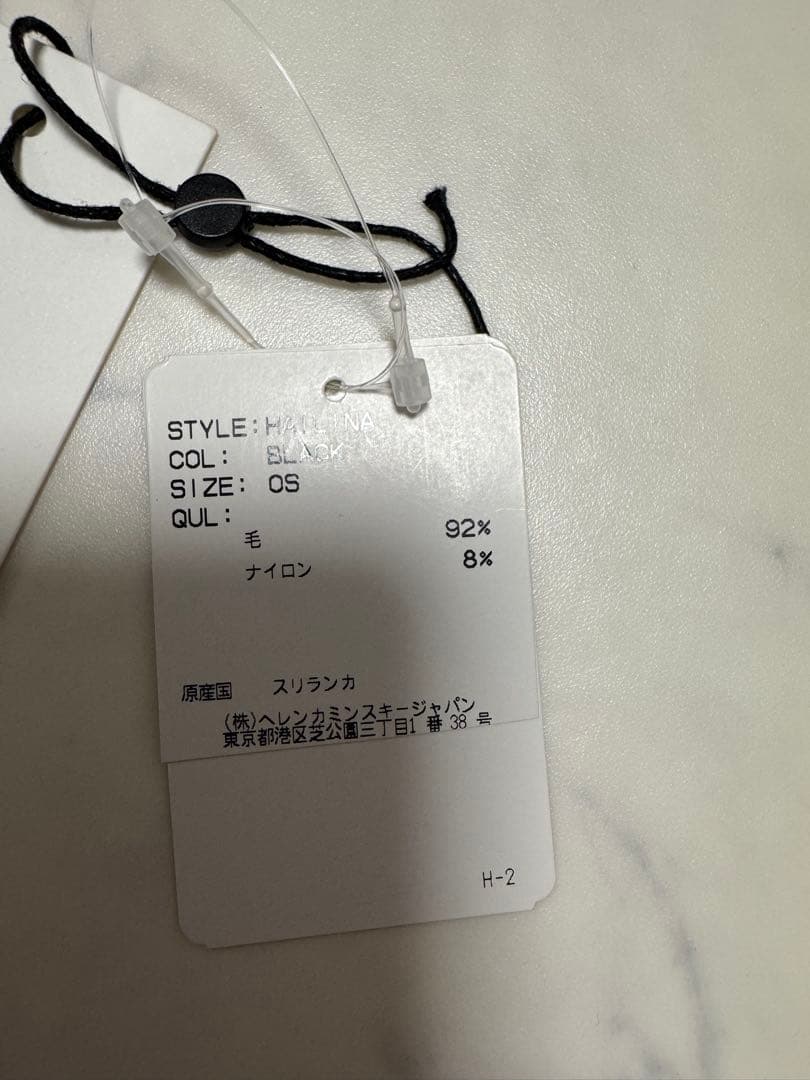 STYLE:
COL: BLACK
SIZE: OS
QUL:
毛 92%
ナイロン 8%
原産国 スリランカ
(株)ヘレンカミンスキージャパン
東京都港区芝公園三丁目1番38号
H-2